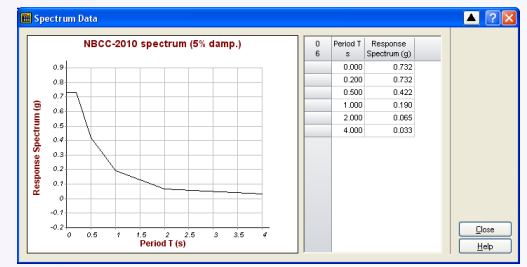 Spectrum Data
NBCC-2010 spectrum (5% damp.)
Response Spectrum (g)
0.9
0.8
0.7
0.6
0.5
0.4
0.3
0.2
0.1
0
-0.1
-0.2
0 0.5 1 1.5 2 2.5 3 3.5 4
Period T (s)
0 Period T Response
6 s Spectrum (g)
0.000 0.732
0.200 0.732
0.500 0.422
1.000 0.190
2.000 0.065
4.000 0.033
Close
Help